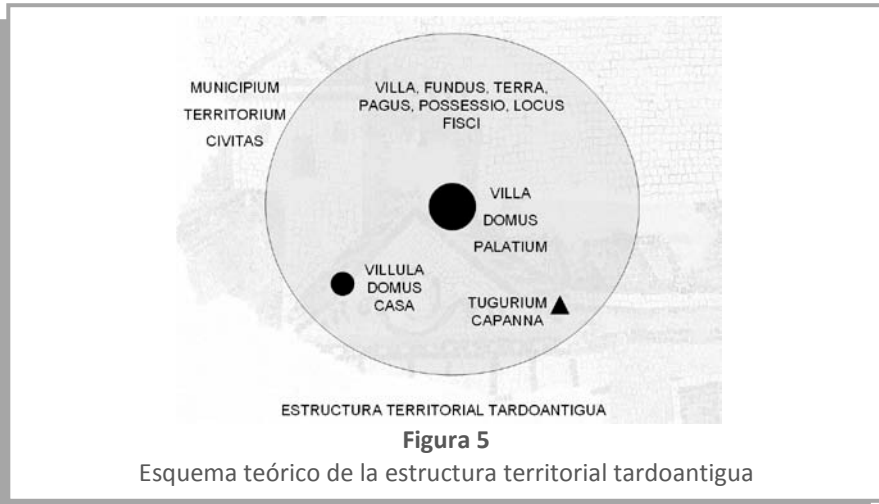 MUNICIPIUM
TERRITORIUM
CIVITAS
VILLA, FUNDUS, TERRA,
PAGUS, POSSESSIO, LOCUS
FISCI
VILLA
DOMUS
PALATIUM
VILLULA
DOMUS
CASA
TUGURIUM
CAPANNA
ESTRUCTURA TERRITORIAL TARDOANTIGUA
Figura 5
Esquema teórico de la estructura territorial tardoantigua